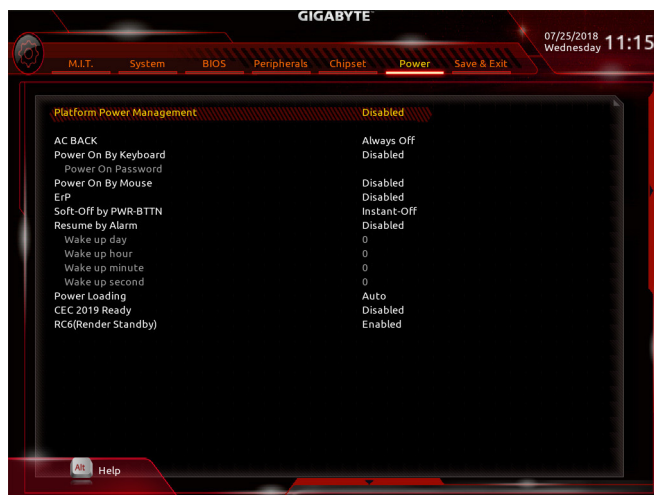 GIGABYTE™
07/25/2018 Wednesday 11:15
M.I.T. System BIOS Peripherals Chipset Power Save & Exit
Platform Power Management Disabled
AC BACK Always Off
Power On By Keyboard Disabled
Power On Password
Power On By Mouse Disabled
ErP Disabled
Soft-Off by PWR-BTTN Instant-Off
Resume by Alarm Disabled
Wake up day 0
Wake up hour 0
Wake up minute 0
Wake up second 0
Power Loading Auto
CEC 2019 Ready Disabled
RC6(Render Standby) Enabled
Alt Help